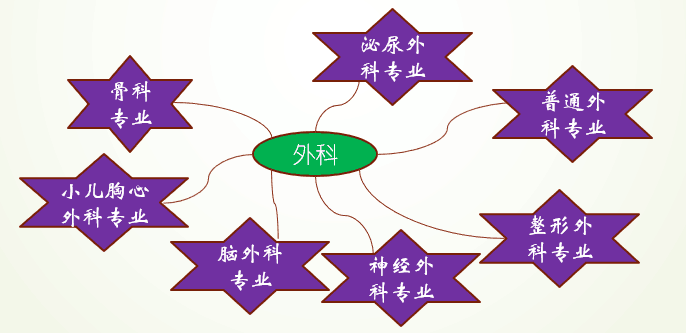 泌尿外
科专业
骨科
专业
普通外
科专业
外科
小儿胸心
外科专业
整形外
科专业
脑外科
专业
神经外
科专业